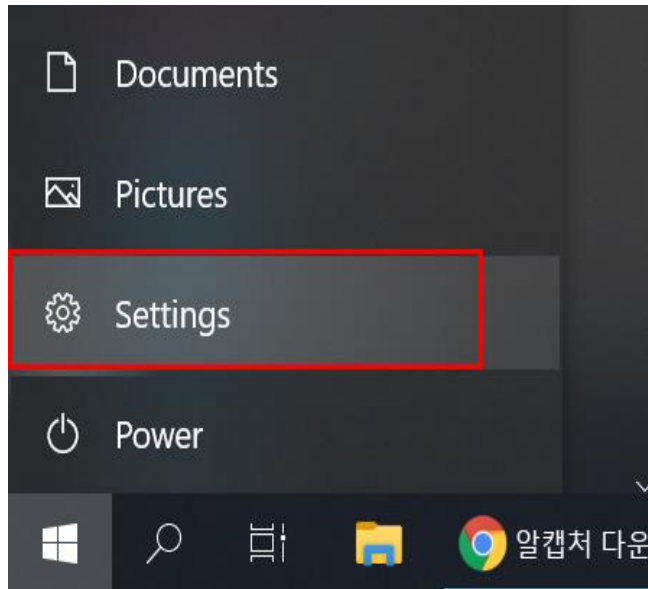 Documents
Pictures
Settings
Power
알캡처 다운